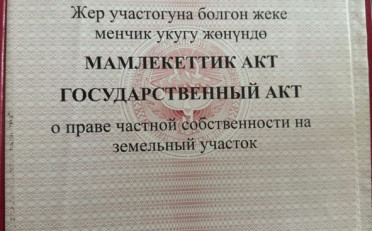 Жер участогуна болгон жеке
менчик укугу жөнүндө
МАМЛЕКЕТТИК АКТ
ГОСУДАРСТВЕННЫЙ АКТ
о праве частной собственности на
земельный участок